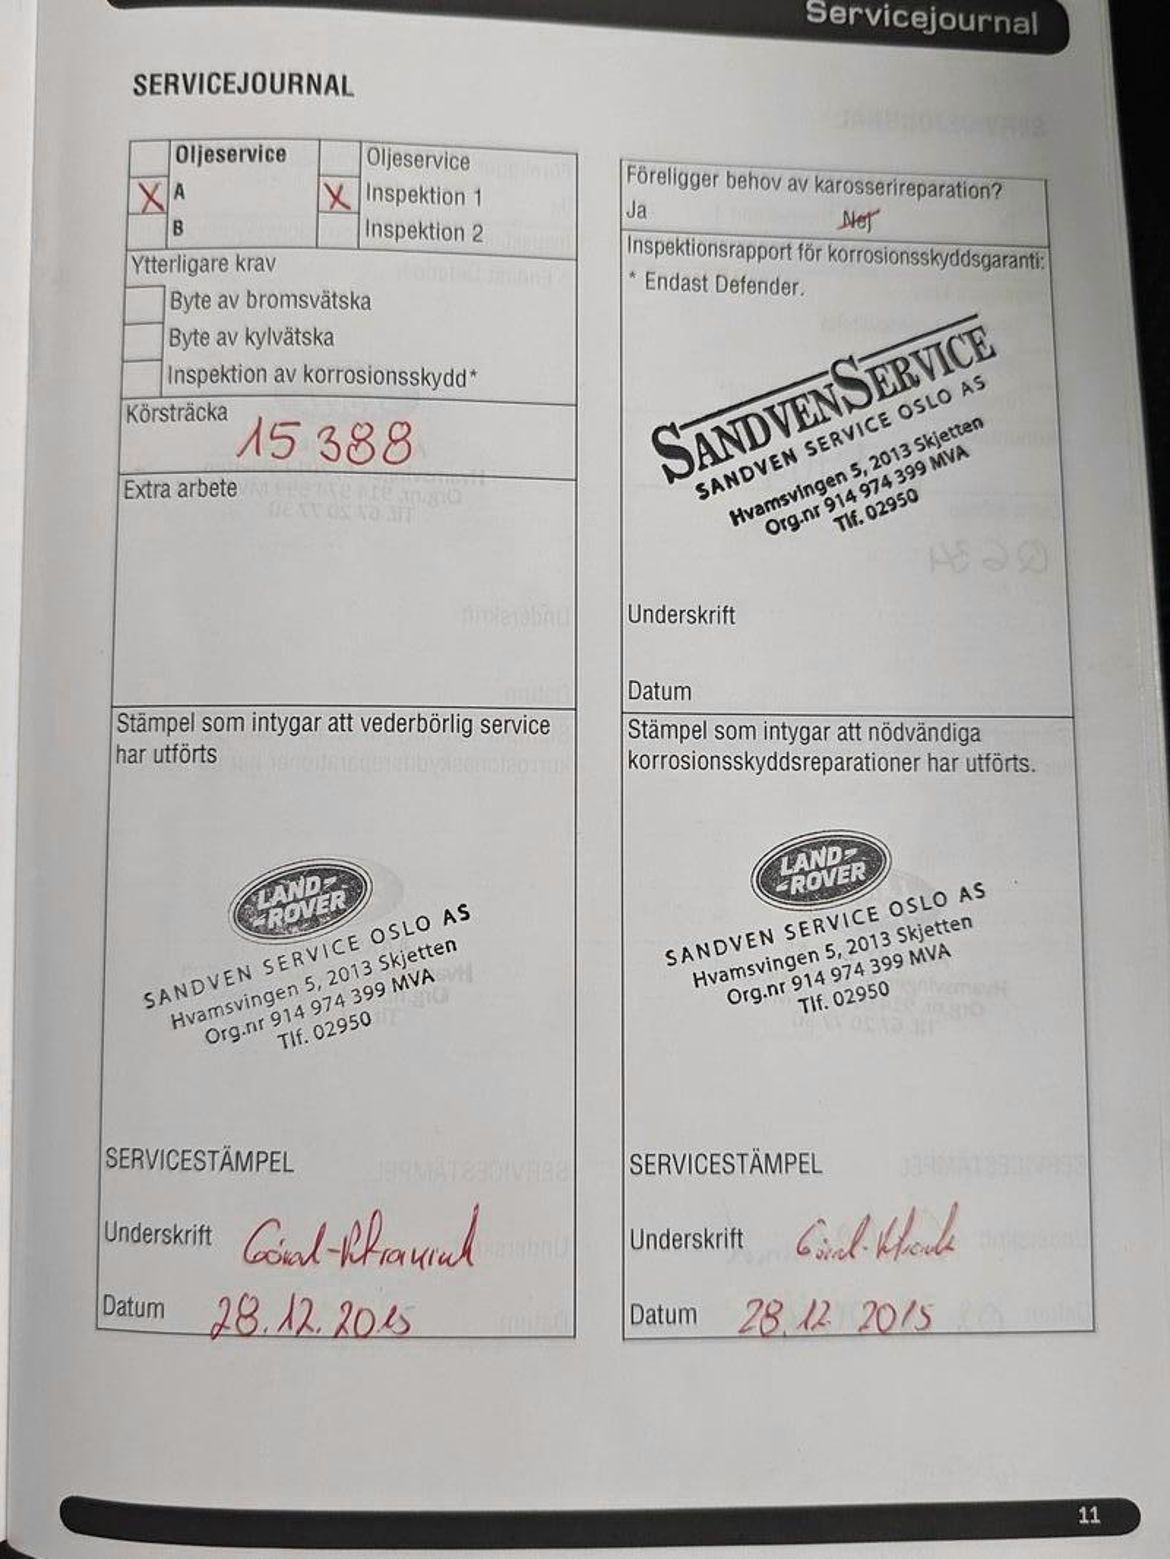 Servicejournal
SERVICEJOURNAL
Oljeservice
X A
B
Oljeservice
X Inspektion 1
Inspektion 2
Ytterligare krav
Byte av bromsvätska
Byte av kylvätska
Inspektion av korrosionsskydd*
Körsträcka
15 388
Extra arbete
Stämpel som intygar att vederbörlig service
har utförts
LAND-
-ROVER
SANDVEN SERVICE OSLO AS
Hvamsvingen 5, 2013 Skjetten
Org.nr 914 974 399 MVA
Tlf. 02950
SERVICESTÄMPEL
Underskrift
Datum 28.12.2015
Föreligger behov av karosserireparation?
Ja Nej
Inspektionsrapport för korrosionsskyddsgaranti:
* Endast Defender.
SANDVENSERVICE
SANDVEN SERVICE OSLO AS
Hvamsvingen 5, 2013 Skjetten
Org.nr 914 974 399 MVA
Tlf. 02950
Underskrift
Datum
Stämpel som intygar att nödvändiga
korrosionsskyddsreparationer har utförts.
LAND-
-ROVER
SANDVEN SERVICE OSLO AS
Hvamsvingen 5, 2013 Skjetten
Org.nr 914 974 399 MVA
Tlf. 02950
SERVICESTÄMPEL
Underskrift
Datum 28.12 2015
11